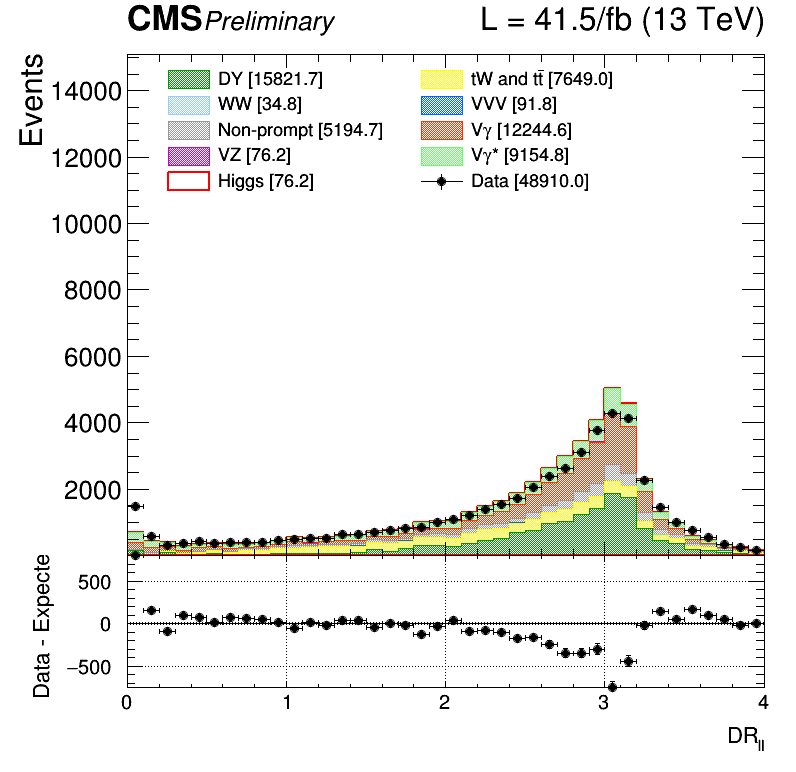 CMS Preliminary L = 41.5/fb (13 TeV)
Events
14000
12000
10000
8000
6000
4000
2000
DY [15821.7]
WW [34.8]
Non-prompt [5194.7]
VZ [76.2]
Higgs [76.2]
tW and tt̄ [7649.0]
VVV [91.8]
Vγ [12244.6]
Vγ* [9154.8]
Data [48910.0]
Data - Expecte
500
0
−500
0 1 2 3 4
DR_ll